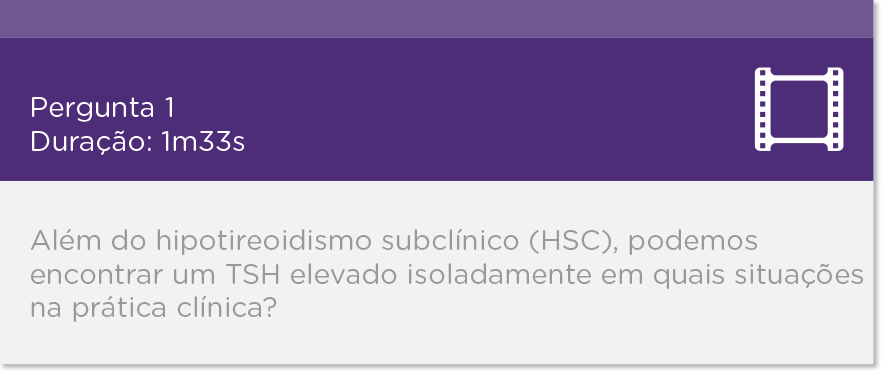 Pergunta 1
Duração: 1m33s
Além do hipotireoidismo subclínico (HSC), podemos
encontrar um TSH elevado isoladamente em quais situações
na prática clínica?